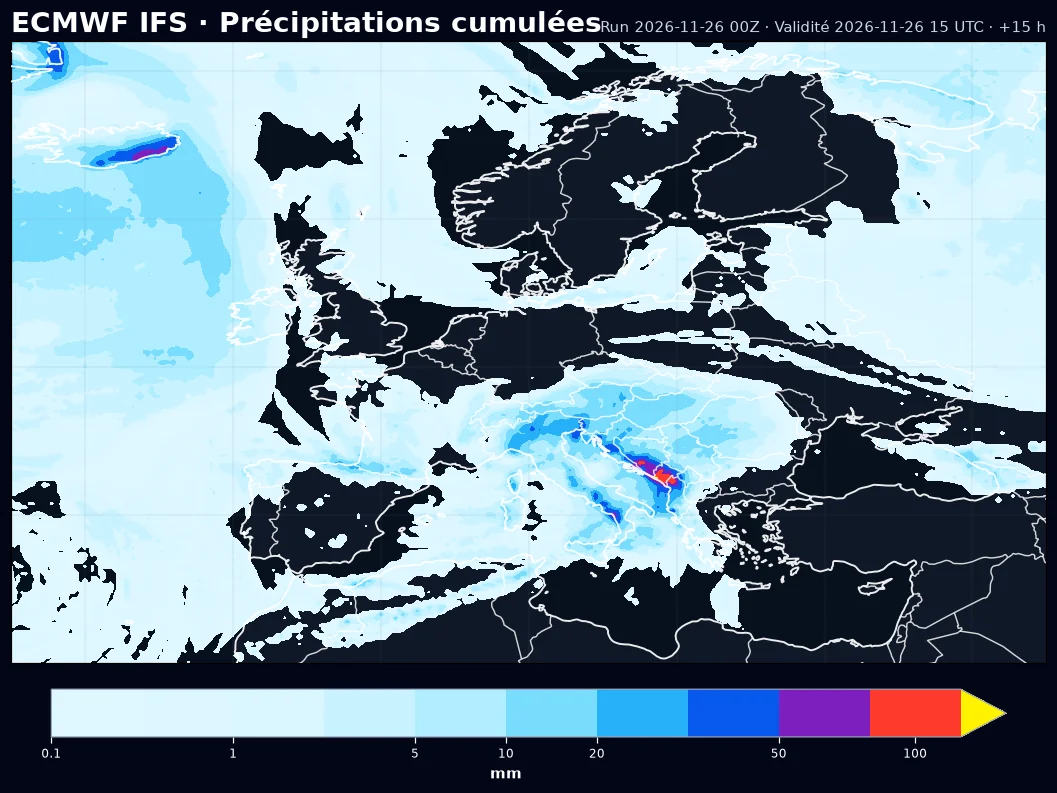 ECMWF IFS · Précipitations cumulées
Run 2026-11-26 00Z · Validité 2026-11-26 15 UTC · +15 h
0.1 1 5 10 20 50 100
mm